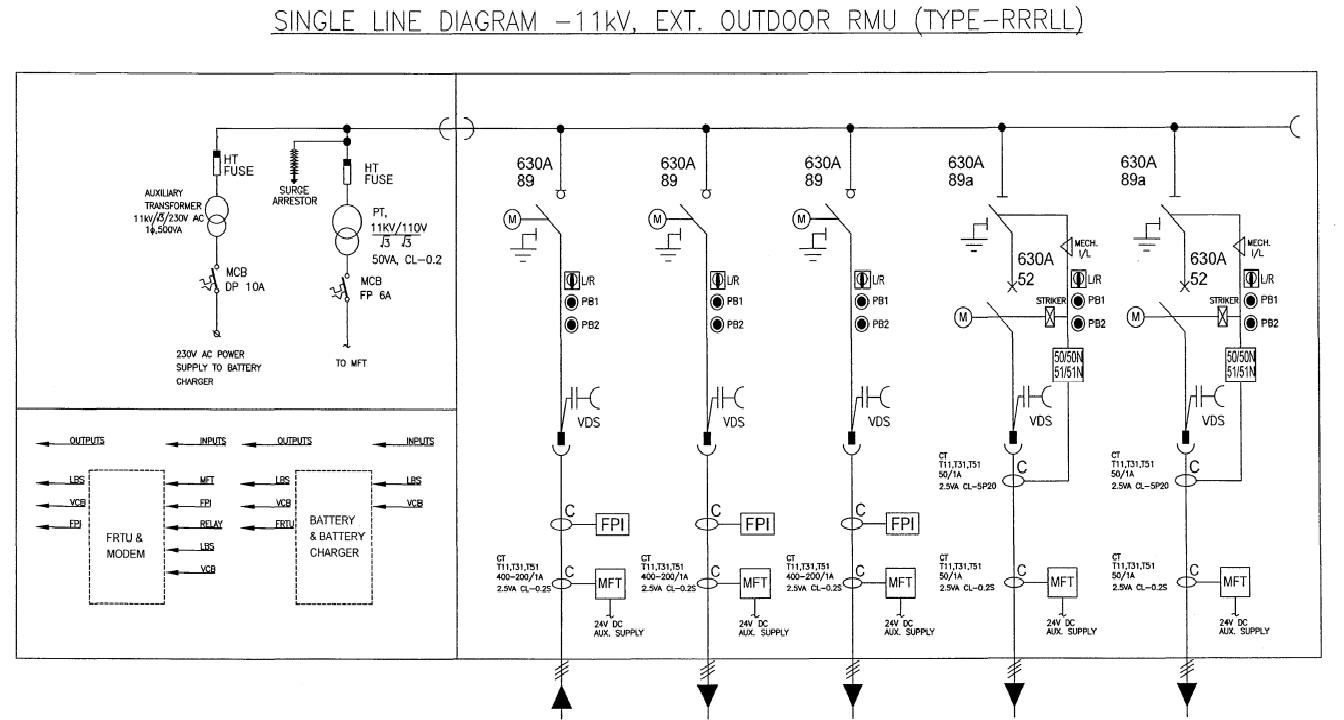 SINGLE LINE DIAGRAM -11kV, EXT. OUTDOOR RMU (TYPE-RRRLL)
HT
FUSE
AUXILIARY
TRANSFORMER
11kV/√3/230V AC
1ϕ,500VA
MCB
DP 10A
230V AC POWER
SUPPLY TO BATTERY
CHARGER
SURGE
ARRESTOR
HT
FUSE
PT,
11KV/110V
√3 √3
50VA, CL-0.2
MCB
FP 6A
TO MFT
OUTPUTS
INPUTS
OUTPUTS
INPUTS
LBS
VCB
FPI
FRTU &
MODEM
MFT
FPI
RELAY
LBS
VCB
LBS
VCB
FRTU
BATTERY
& BATTERY
CHARGER
LBS
VCB
630A
89
M
L/R
PB1
PB2
VDS
C
FPI
CT
T11,T31,T51
400-200/1A
2.5VA CL-0.2S
C
MFT
24V DC
AUX. SUPPLY
630A
89
M
L/R
PB1
PB2
VDS
C
FPI
CT
T11,T31,T51
400-200/1A
2.5VA CL-0.2S
C
MFT
24V DC
AUX. SUPPLY
630A
89
M
L/R
PB1
PB2
VDS
C
FPI
CT
T11,T31,T51
400-200/1A
2.5VA CL-0.2S
C
MFT
24V DC
AUX. SUPPLY
630A
89a
MECH.
I/L
630A
52
L/R
PB1
PB2
STRIKER
M
50/50N
51/51N
VDS
CT
T11,T31,T51
50/1A
2.5VA CL-5P20
C
CT
T11,T31,T51
50/1A
2.5VA CL-0.2S
C
MFT
24V DC
AUX. SUPPLY
630A
89a
MECH.
I/L
630A
52
L/R
PB1
PB2
STRIKER
M
50/50N
51/51N
VDS
CT
T11,T31,T51
50/1A
2.5VA CL-5P20
C
CT
T11,T31,T51
50/1A
2.5VA CL-0.2S
C
MFT
24V DC
AUX. SUPPLY